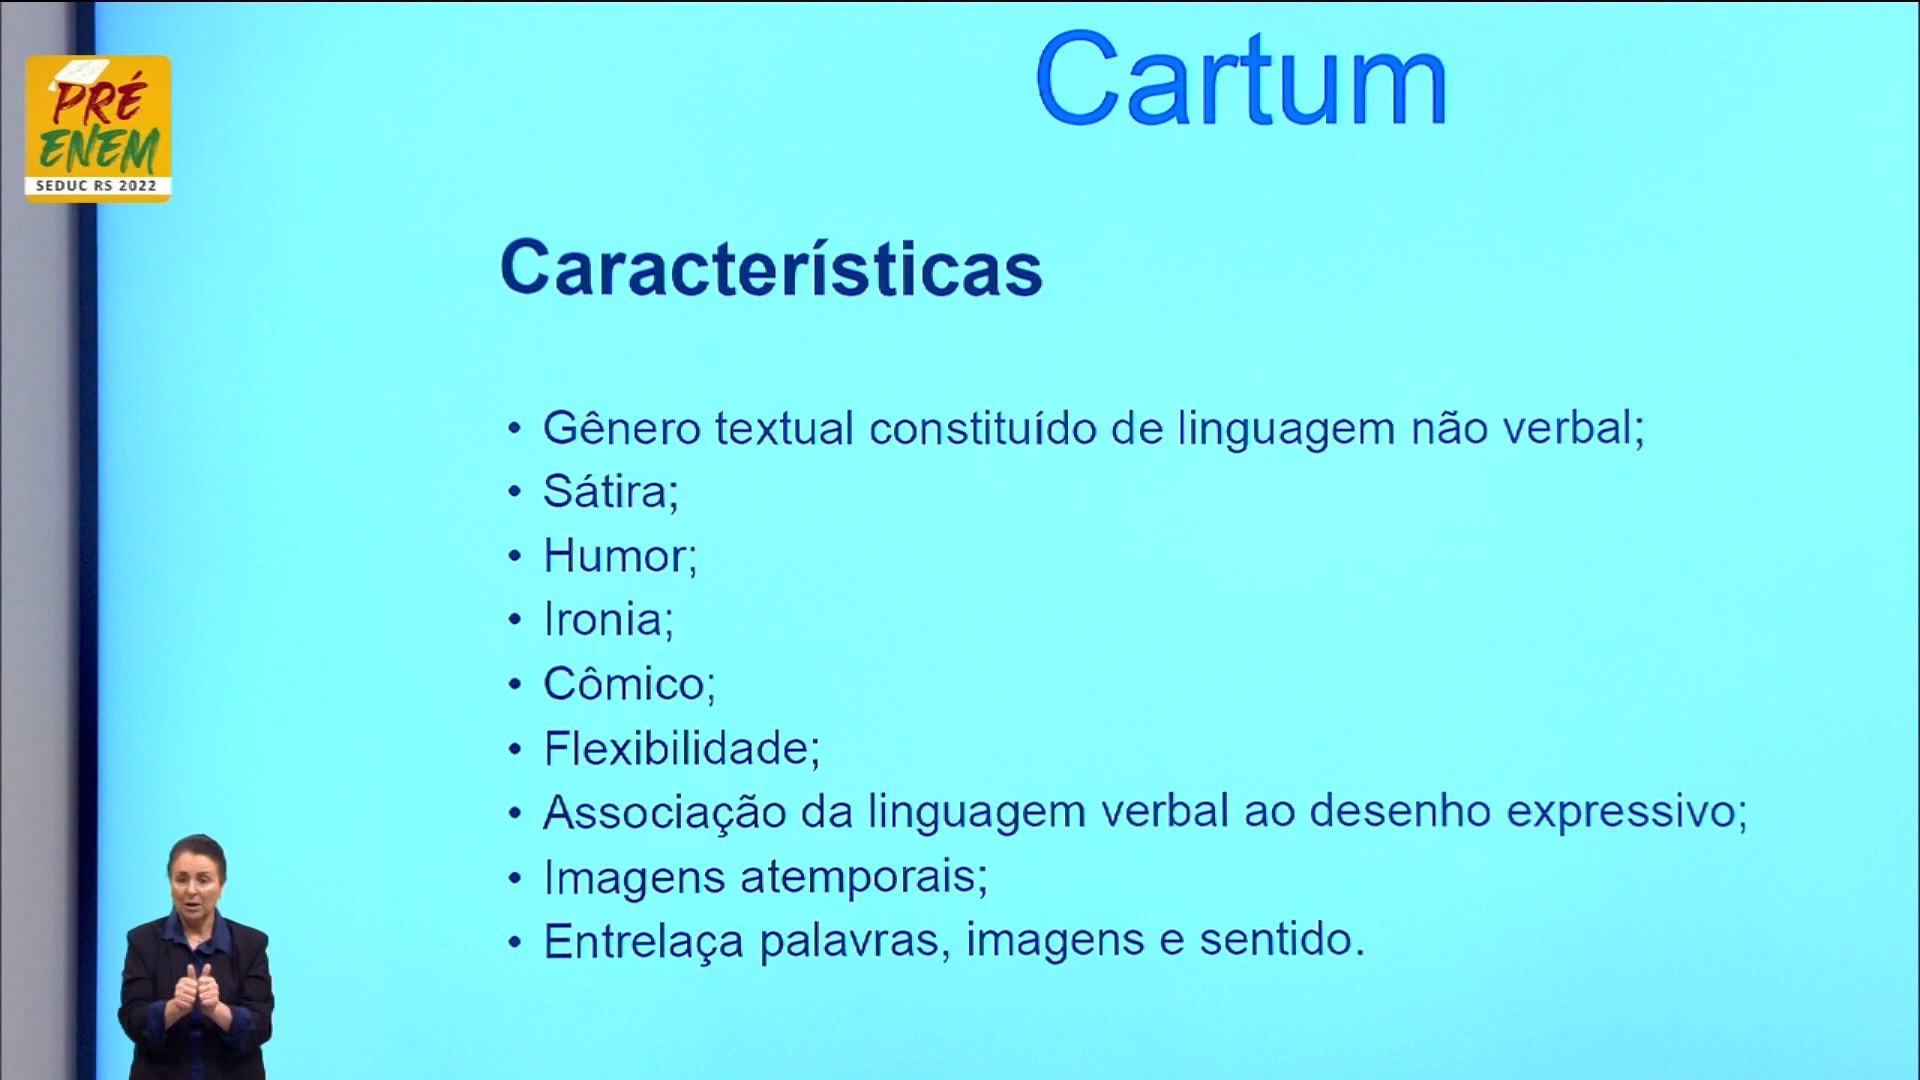 PRÉ
ENEM
SEDUC RS 2022
Cartum
Características
• Gênero textual constituído de linguagem não verbal;
• Sátira;
• Humor;
• Ironia;
• Cômico;
• Flexibilidade;
• Associação da linguagem verbal ao desenho expressivo;
• Imagens atemporais;
• Entrelaça palavras, imagens e sentido.